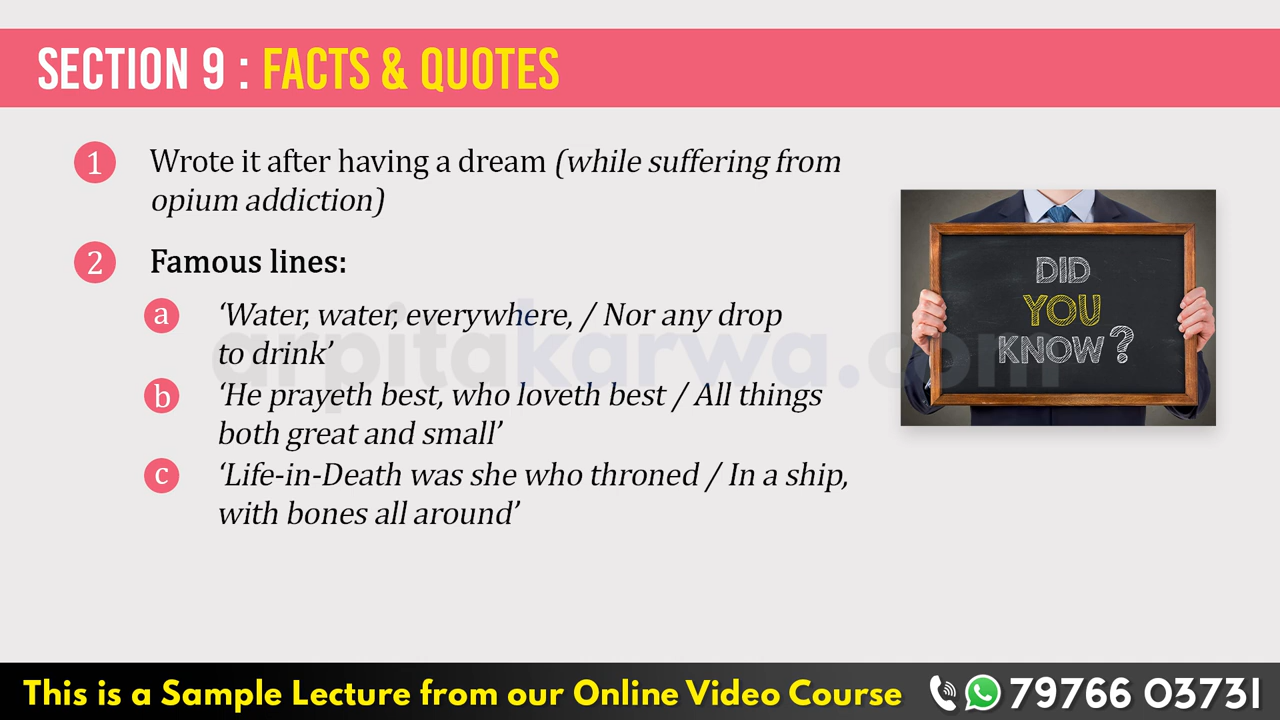 SECTION 9 : FACTS & QUOTES
1 Wrote it after having a dream (while suffering from
opium addiction)
2 Famous lines:
a ‘Water, water, everywhere, / Nor any drop
to drink’
b ‘He prayeth best, who loveth best / All things
both great and small’
c ‘Life-in-Death was she who throned / In a ship,
with bones all around’
DID
YOU
KNOW?
arpitakarwa.com
This is a Sample Lecture from our Online Video Course 79766 03731